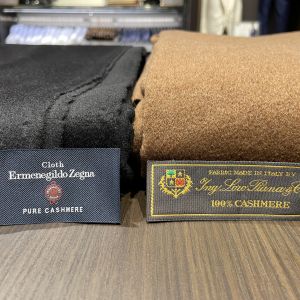 Cloth
Ermenegildo Zegna
PURE CASHMERE
FABRIC MADE IN ITALY BY
Ing. Loro Piana & C.
100% CASHMERE